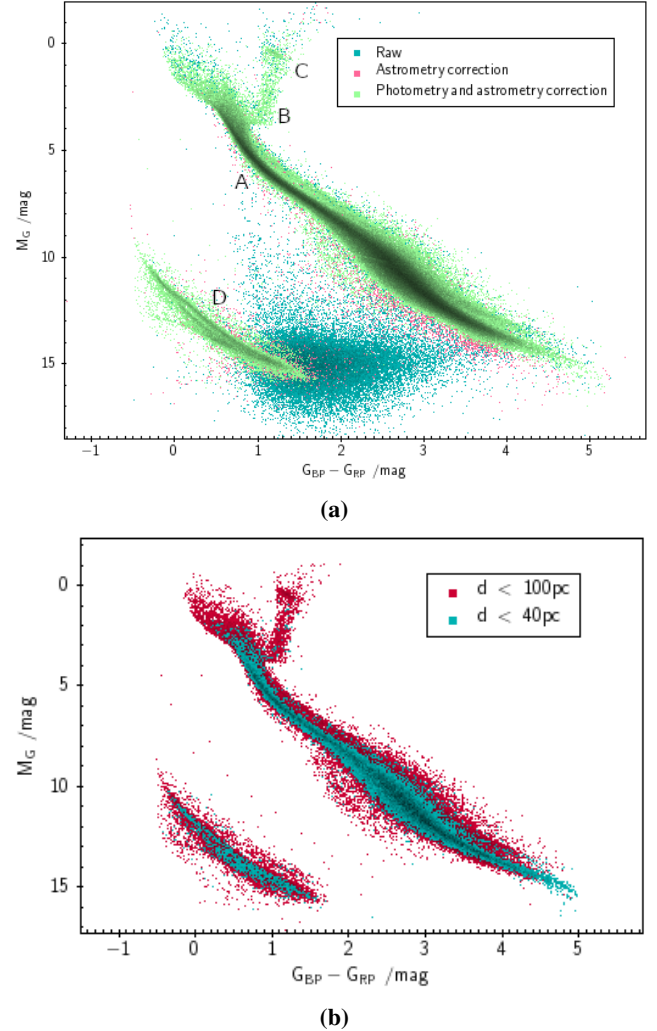 0
5
10
15
M_G /mag
−1
0
1
2
3
4
5
G_BP − G_RP /mag
Raw
Astrometry correction
Photometry and astrometry correction
A
B
C
D
(a)
0
5
10
15
M_G /mag
−1
0
1
2
3
4
5
G_BP − G_RP /mag
d < 100pc
d < 40pc
(b)